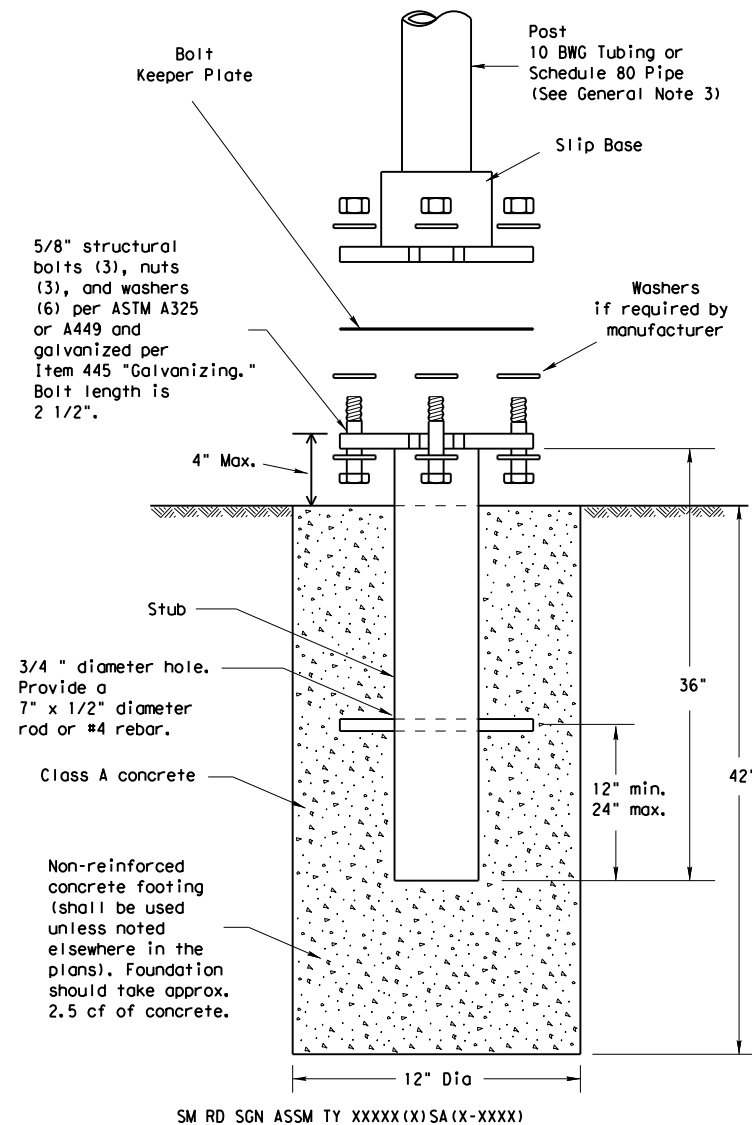 Bolt
Keeper Plate
Post
10 BWG Tubing or
Schedule 80 Pipe
(See General Note 3)
Slip Base
5/8" structural
bolts (3), nuts
(3), and washers
(6) per ASTM A325
or A449 and
galvanized per
Item 445 "Galvanizing."
Bolt length is
2 1/2".
Washers
if required by
manufacturer
4" Max.
Stub
3/4 " diameter hole.
Provide a
7" x 1/2" diameter
rod or #4 rebar.
36"
Class A concrete
12" min.
24" max.
42"
Non-reinforced
concrete footing
(shall be used
unless noted
elsewhere in the
plans). Foundation
should take approx.
2.5 cf of concrete.
12" Dia
SM RD SGN ASSM TY XXXXX(X)SA(X-XXXX)